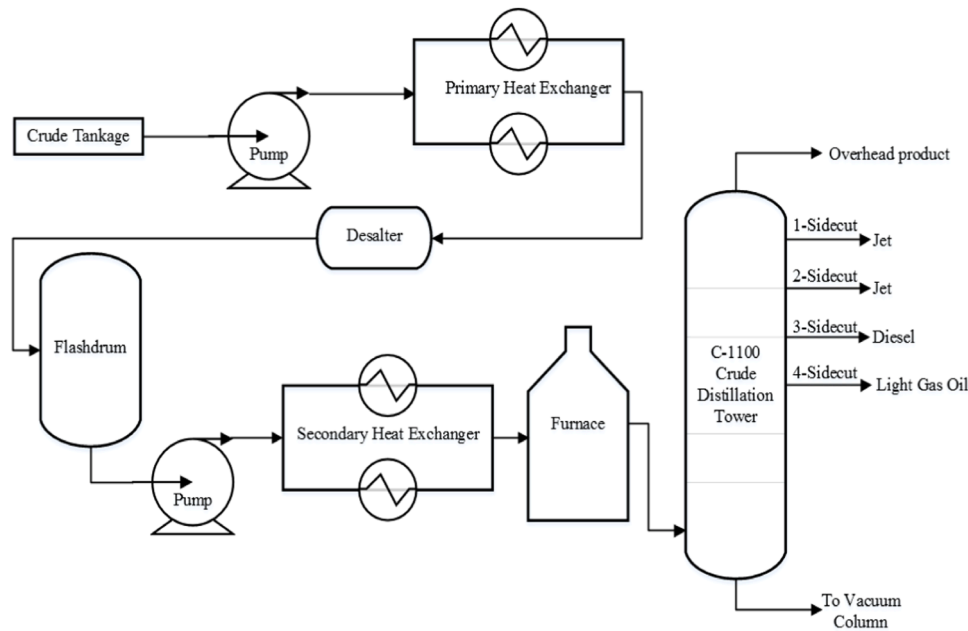 Crude Tankage
Pump
Primary Heat Exchanger
Desalter
Flashdrum
Pump
Secondary Heat Exchanger
Furnace
C-1100
Crude
Distillation
Tower
Overhead product
1-Sidecut
Jet
2-Sidecut
Jet
3-Sidecut
Diesel
4-Sidecut
Light Gas Oil
To Vacuum
Column